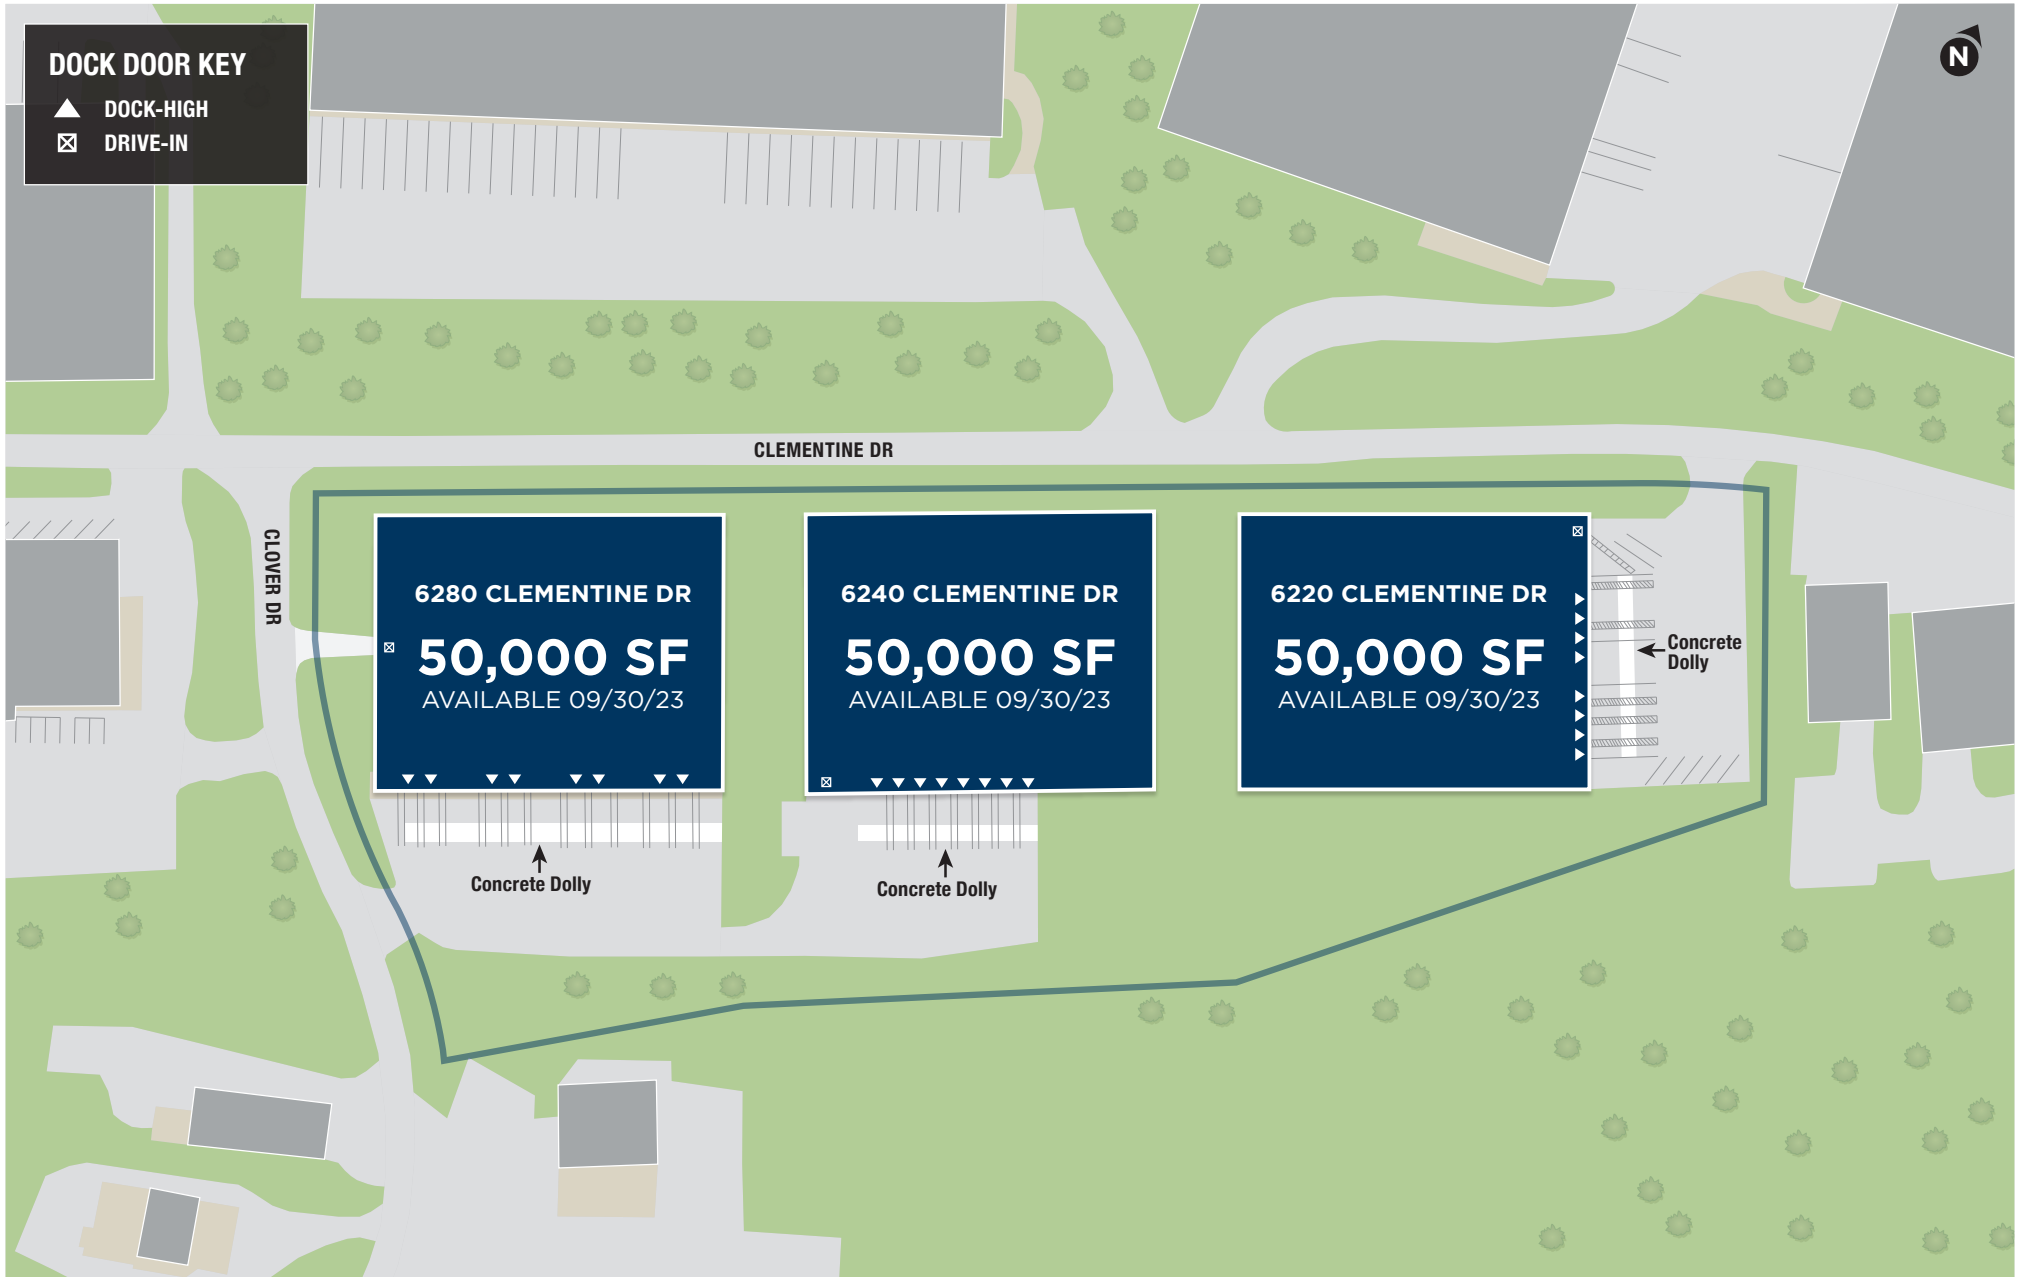 DOCK DOOR KEY
DOCK-HIGH
DRIVE-IN
N
CLEMENTINE DR
CLOVER DR
6280 CLEMENTINE DR
50,000 SF
AVAILABLE 09/30/23
6240 CLEMENTINE DR
50,000 SF
AVAILABLE 09/30/23
6220 CLEMENTINE DR
50,000 SF
AVAILABLE 09/30/23
Concrete
Dolly
Concrete Dolly
Concrete Dolly